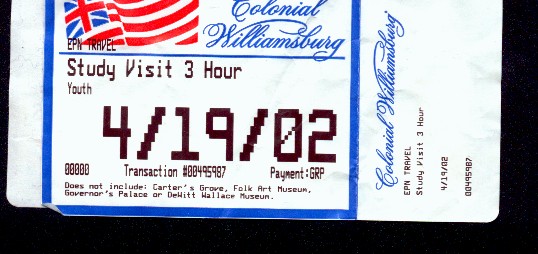 Colonial
Williamsburg
EPN TRAVEL
Study Visit 3 Hour
Youth
4/19/02
00000 Transaction #00495987 Payment:GRP
Does not include: Carter's Grove, Folk Art Museum,
Governor's Palace or DeWitt Wallace Museum.
Colonial Williamsburg
EPN TRAVEL
Study Visit 3 Hour
4/19/02
00495987